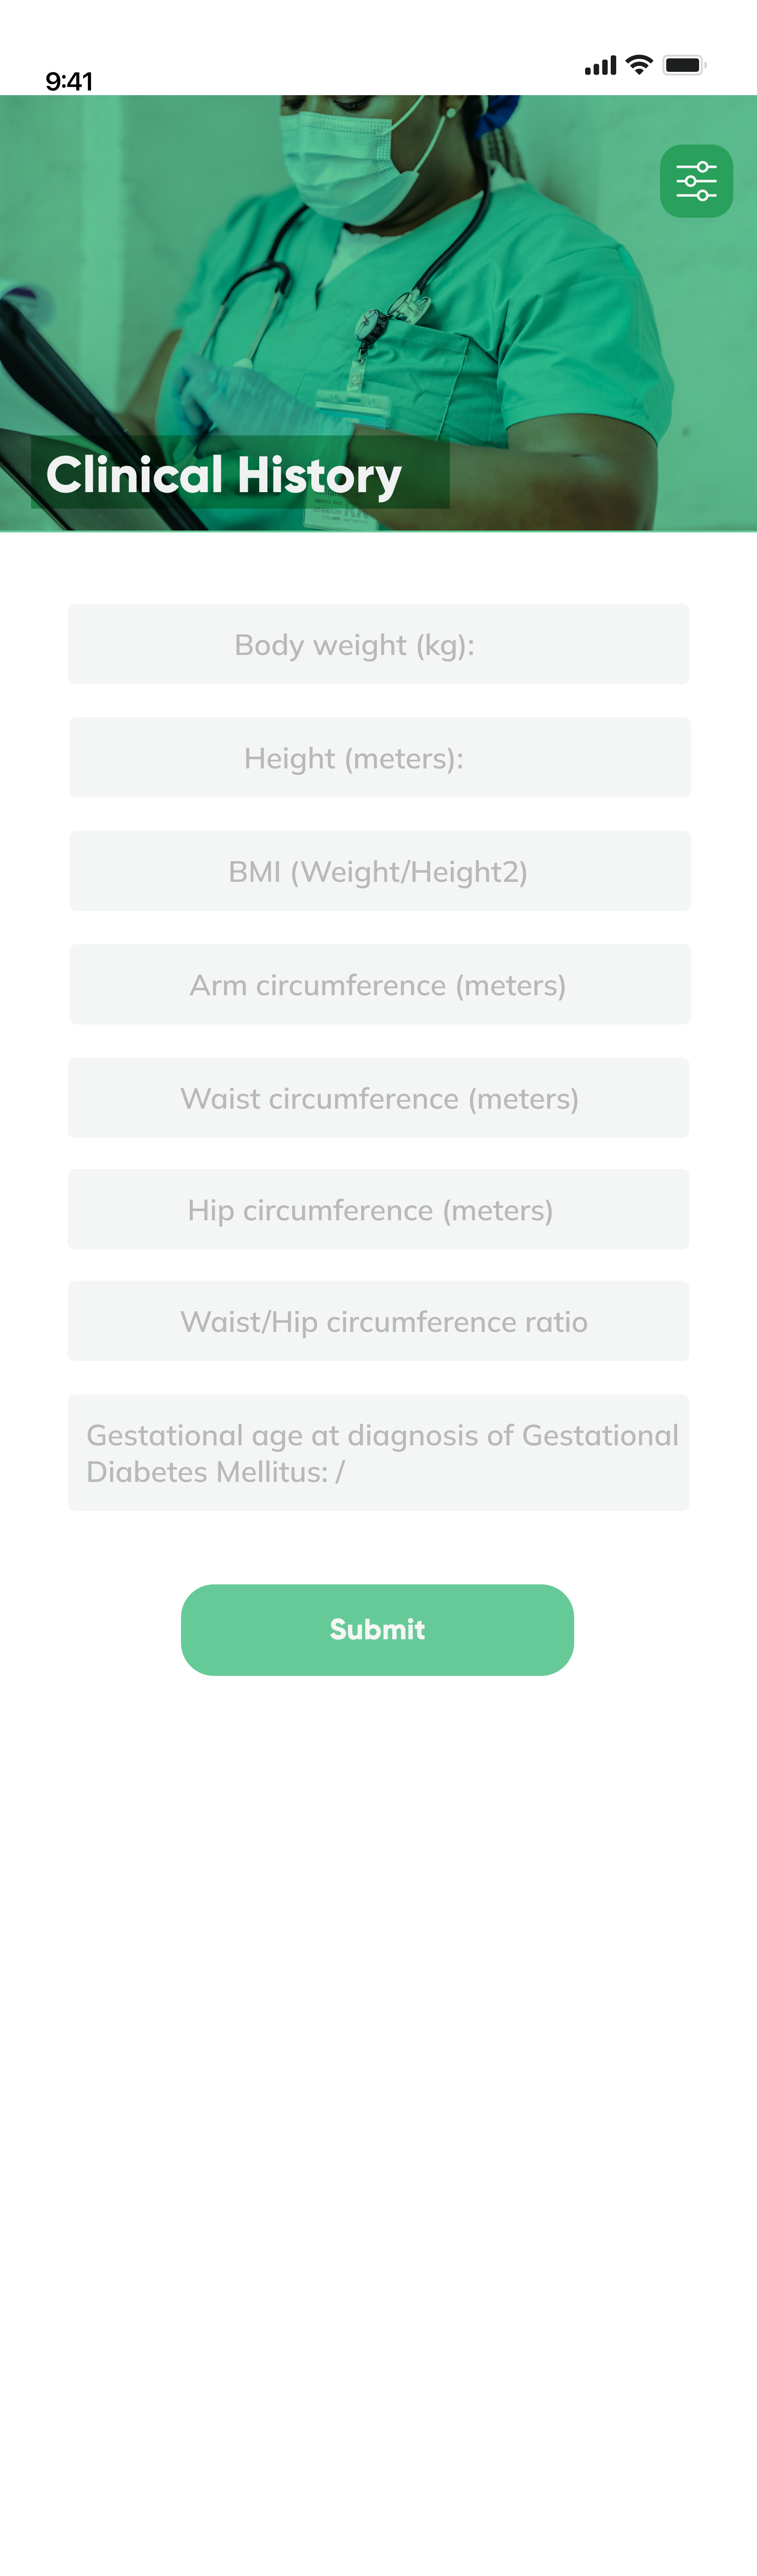 9:41
Clinical History
Body weight (kg):
Height (meters):
BMI (Weight/Height2)
Arm circumference (meters)
Waist circumference (meters)
Hip circumference (meters)
Waist/Hip circumference ratio
Gestational age at diagnosis of Gestational
Diabetes Mellitus: /
Submit